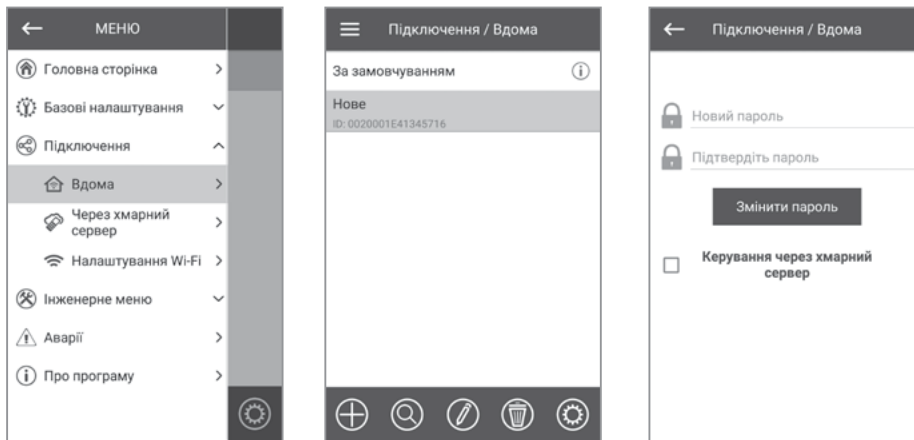 МЕНЮ
Головна сторінка
Базові налаштування
Підключення
Вдома
Через хмарний
сервер
Налаштування Wi-Fi
Інженерне меню
Аварії
Про програму
Підключення / Вдома
За замовчуванням
Нове
ID: 0020001E41345716
Підключення / Вдома
Новий пароль
Підтвердіть пароль
Змінити пароль
Керування через хмарний
сервер